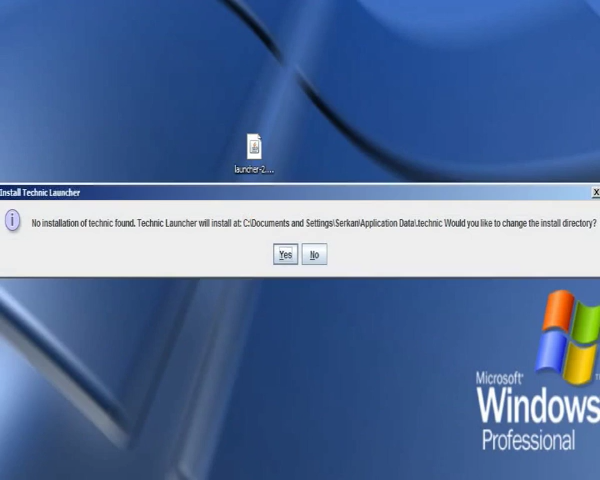 launcher-2....
Install Technic Launcher
X
No installation of technic found. Technic Launcher will install at: C:\Documents and Settings\Serkan\Application Data\.technic Would you like to change the install directory?
Yes
No
Microsoft®
Windows
Professional